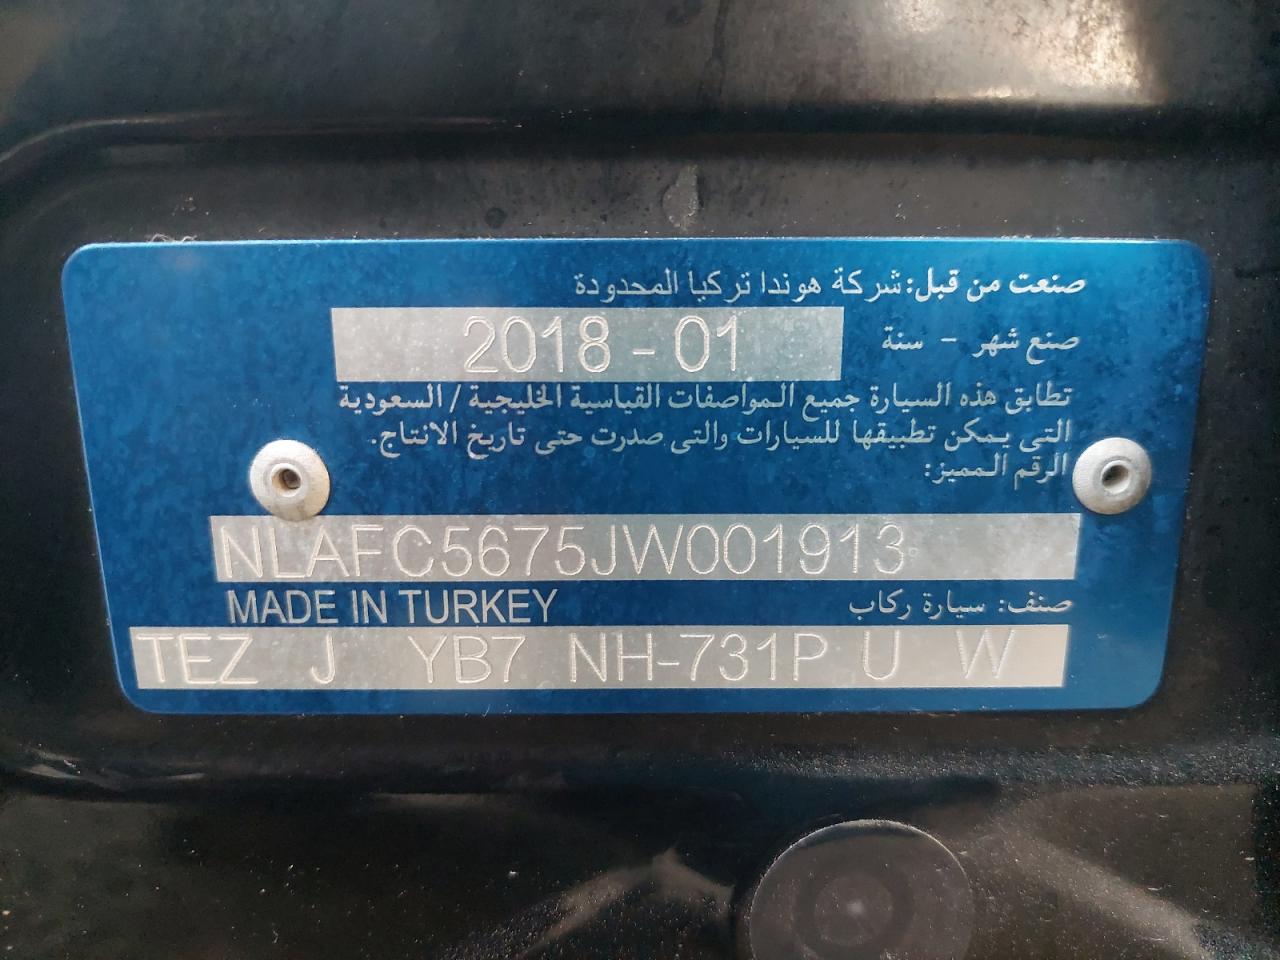 صنعت من قبل: شركة هوندا تركيا المحدودة
صنع شهر - سنة 2018 - 01
تطابق هذه السيارة جميع المواصفات القياسية الخليجية / السعودية
التي يمكن تطبيقها للسيارات والتي صدرت حتى تاريخ الانتاج.
الرقم المميز:
NLAFC5675JW001913
MADE IN TURKEY صنف: سيارة ركاب
TEZ J YB7 NH-731P U W